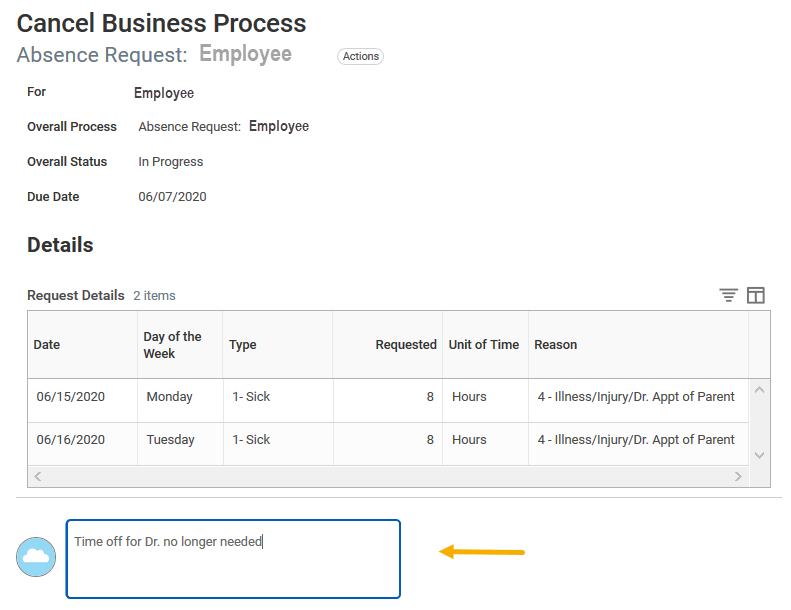 Cancel Business Process
Absence Request: Employee Actions
For Employee
Overall Process Absence Request: Employee
Overall Status In Progress
Due Date 06/07/2020
Details
Request Details 2 items
Date Day of the Week Type Requested Unit of Time Reason
06/15/2020 Monday 1- Sick 8 Hours 4 - Illness/Injury/Dr. Appt of Parent
06/16/2020 Tuesday 1- Sick 8 Hours 4 - Illness/Injury/Dr. Appt of Parent
Time off for Dr. no longer needed